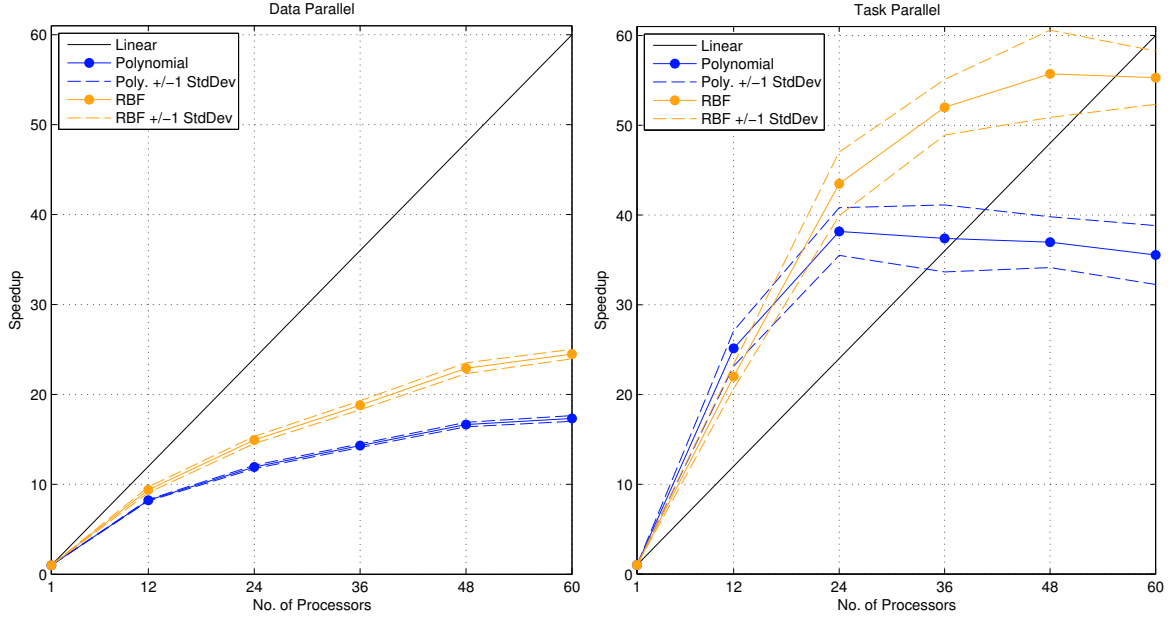 Data Parallel
60
50
40
30
20
10
0
Speedup
Linear
Polynomial
Poly. +/−1 StdDev
RBF
RBF +/−1 StdDev
1 12 24 36 48 60
No. of Processors
Task Parallel
60
50
40
30
20
10
0
Speedup
Linear
Polynomial
Poly. +/−1 StdDev
RBF
RBF +/−1 StdDev
1 12 24 36 48 60
No. of Processors